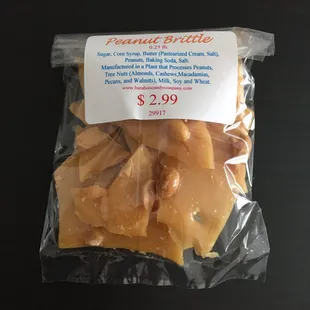 Peanut Brittle
0.25 lb
Sugar, Corn Syrup, Butter (Pasteurized Cream, Salt),
Peanuts, Baking Soda, Salt.
Manufactured in a Plant that Processes Peanuts,
Tree Nuts (Almonds, Cashews, Macadamias,
Pecans, and Walnuts), Milk, Soy and Wheat.
$ 2.99
29917